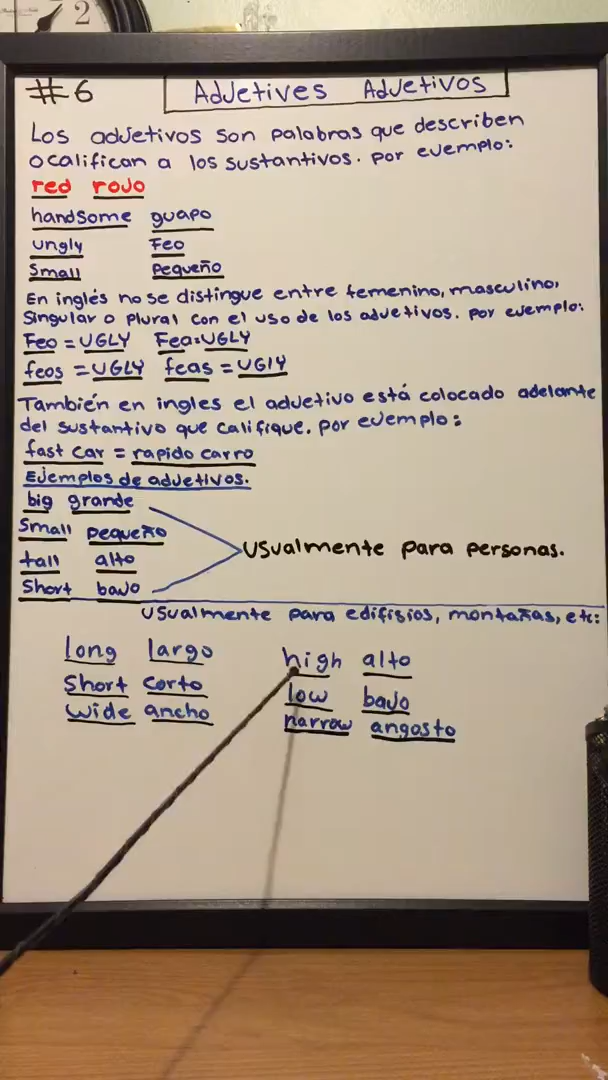 2
#6 Adjetives Adjetivos
Los adjetivos son palabras que describen
o califican a los sustantivos. por ejemplo:
red rojo
handsome guapo
ungly Feo
Small Pequeño
En inglés no se distingue entre femenino, masculino,
Singular o Plural con el uso de los adjetivos. por ejemplo:
Feo = UGLY Fea = UGLY
feos = UGLY feas = UGlY
También en ingles el adjetivo está colocado adelante
del sustantivo que califique. por ejemplo:
fast car = rapido carro
Ejemplos de adjetivos.
big grande
Small pequeño
tall alto
Short bajo
Usualmente para personas.
Usualmente para edifisios, montañas, etc:
long largo
Short corto
wide ancho
high alto
low bajo
narrow angosto